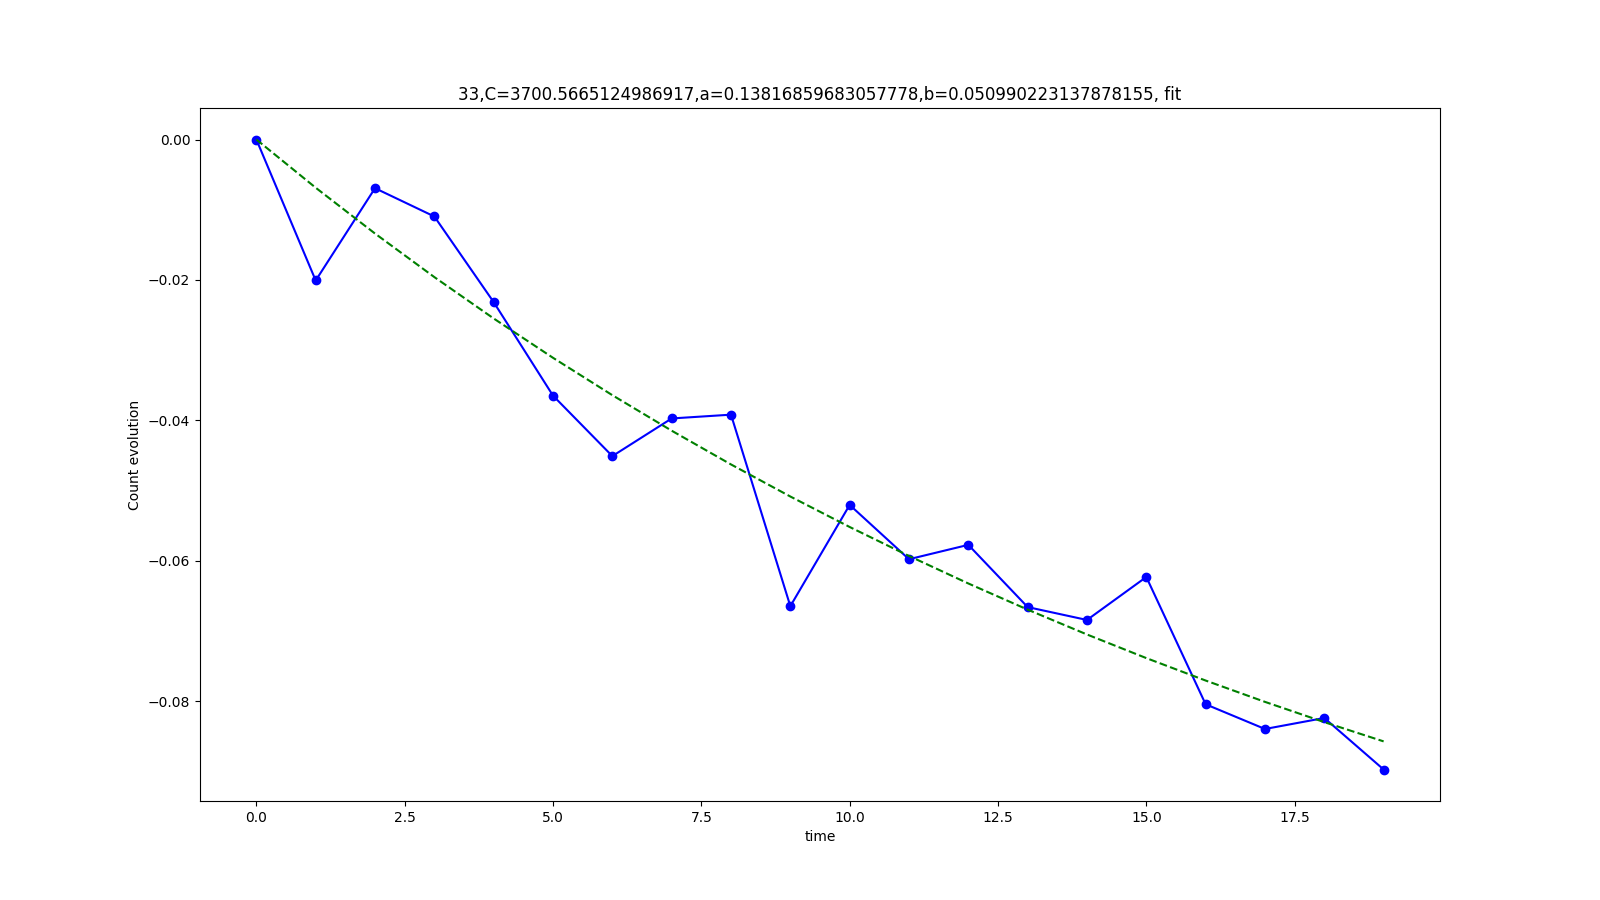 33,C=3700.5665124986917,a=0.13816859683057778,b=0.050990223137878155, fit
0.00
−0.02
−0.04
−0.06
−0.08
Count evolution
0.0 2.5 5.0 7.5 10.0 12.5 15.0 17.5
time